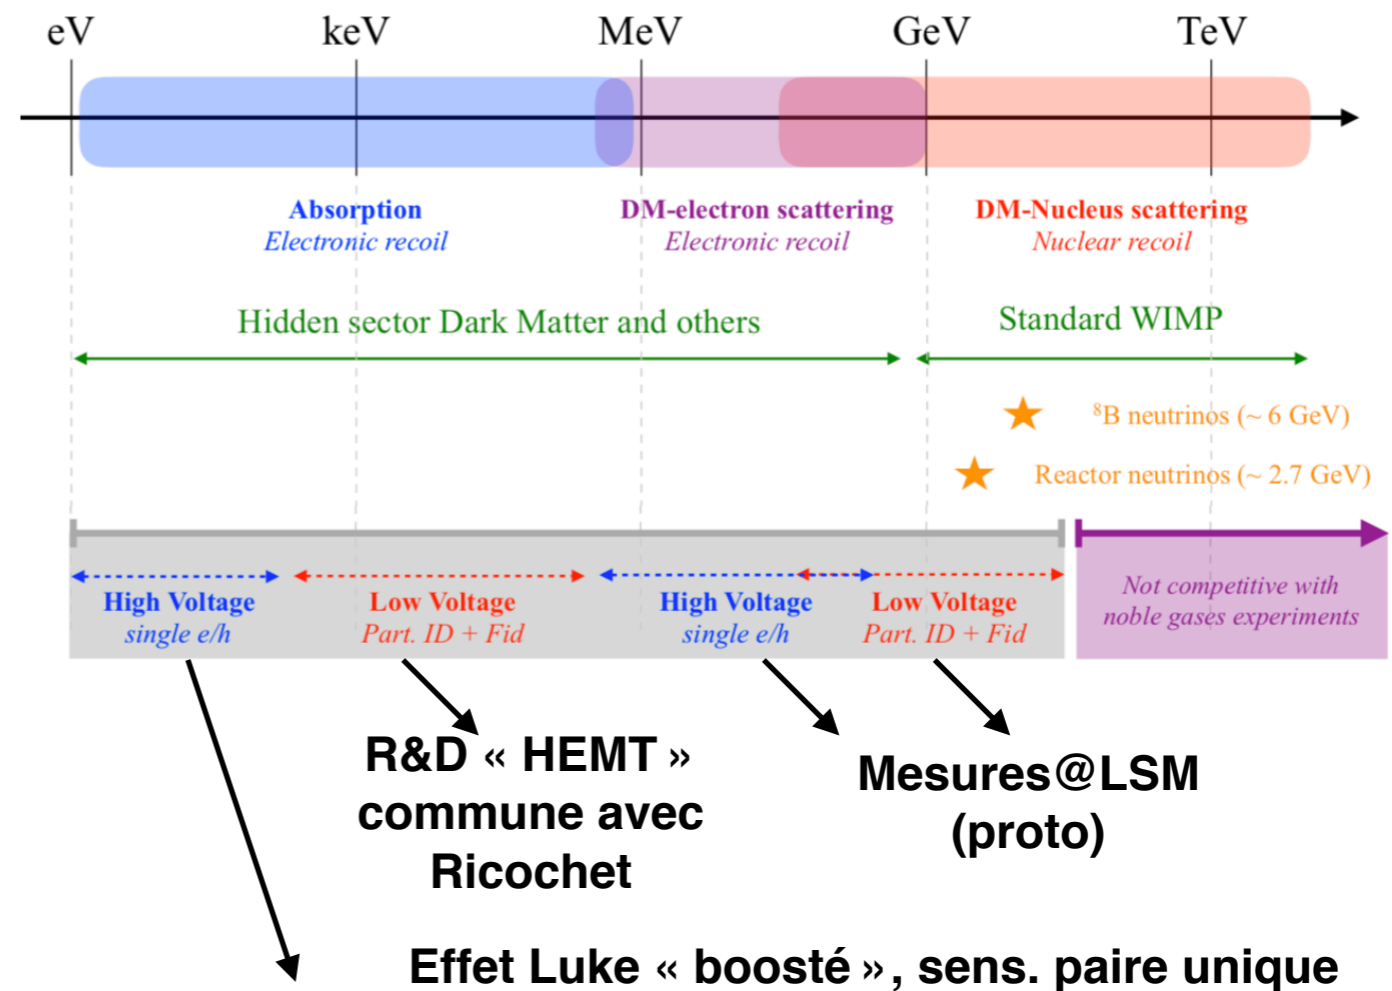 eV keV MeV GeV TeV
Absorption DM-electron scattering DM-Nucleus scattering
Electronic recoil Electronic recoil Nuclear recoil
Hidden sector Dark Matter and others Standard WIMP
⁸B neutrinos (~ 6 GeV)
Reactor neutrinos (~ 2.7 GeV)
High Voltage Low Voltage High Voltage Low Voltage
single e/h Part. ID + Fid single e/h Part. ID + Fid
Not competitive with
noble gases experiments
R&D « HEMT »
commune avec
Ricochet
Mesures@LSM
(proto)
Effet Luke « boosté », sens. paire unique